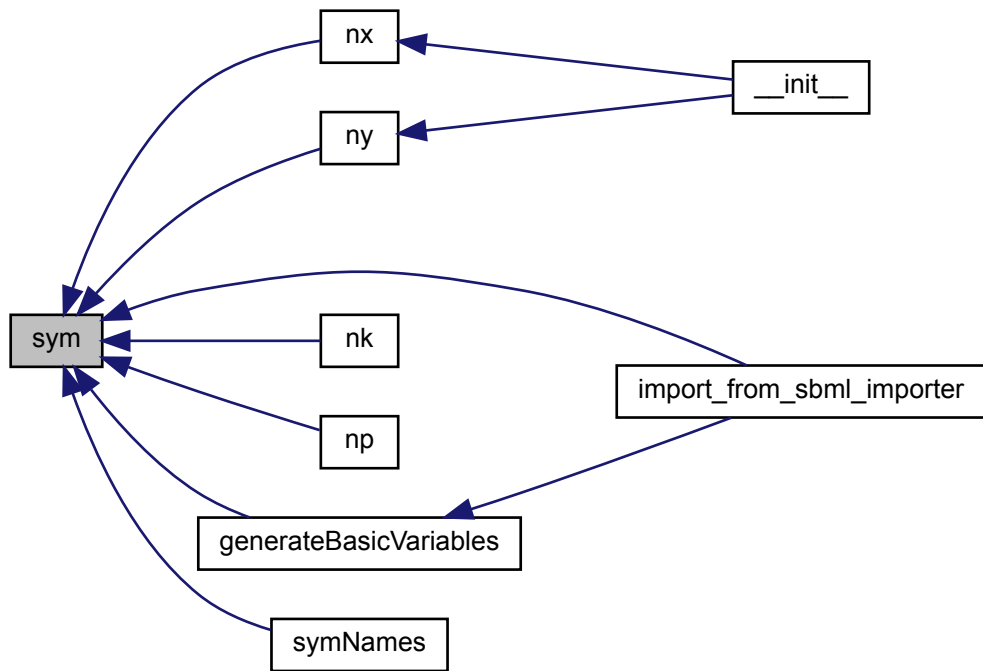 nx
__init__
ny
sym
nk
import_from_sbml_importer
np
generateBasicVariables
symNames